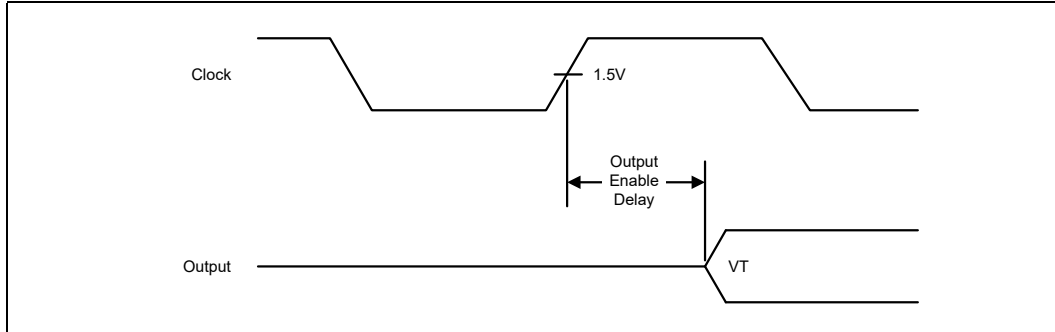 Clock
1.5V
Output
Enable
Delay
Output
VT